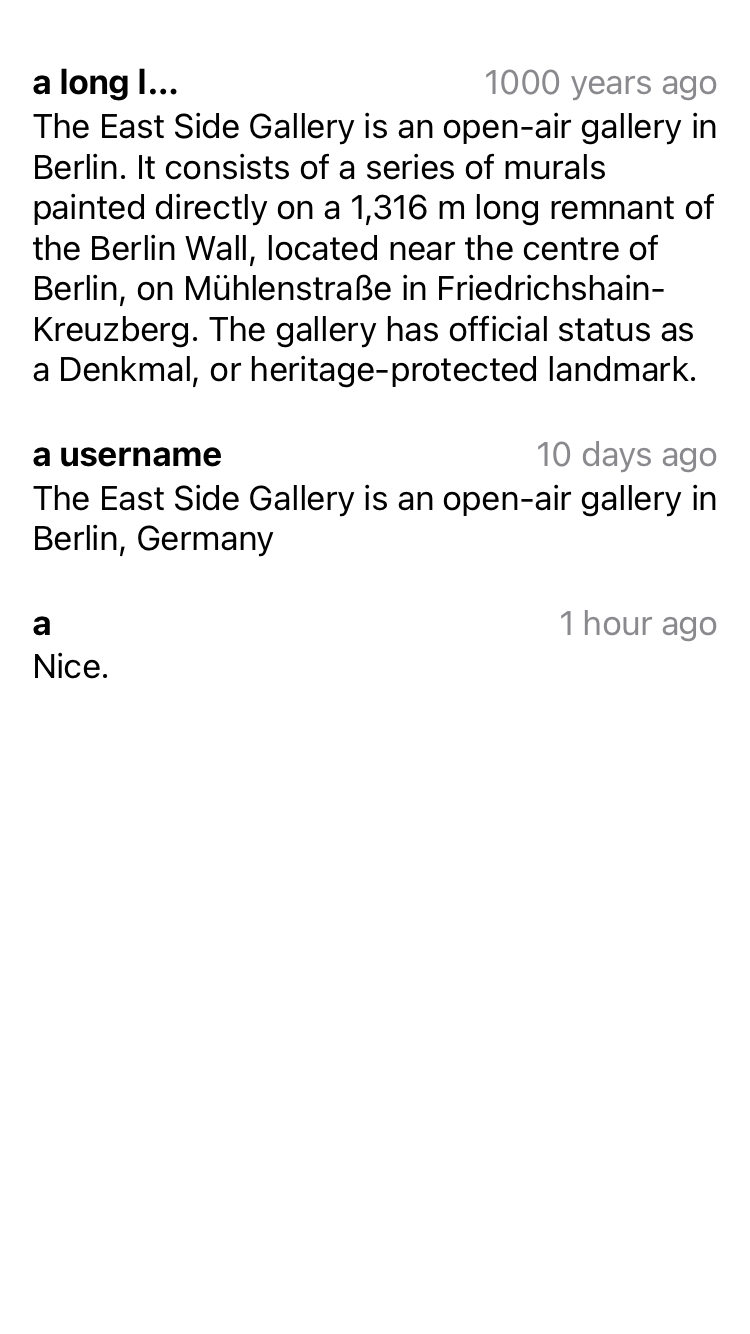 a long l...
1000 years ago
The East Side Gallery is an open-air gallery in
Berlin. It consists of a series of murals
painted directly on a 1,316 m long remnant of
the Berlin Wall, located near the centre of
Berlin, on Mühlenstraße in Friedrichshain-
Kreuzberg. The gallery has official status as
a Denkmal, or heritage-protected landmark.
a username
10 days ago
The East Side Gallery is an open-air gallery in
Berlin, Germany
a
1 hour ago
Nice.